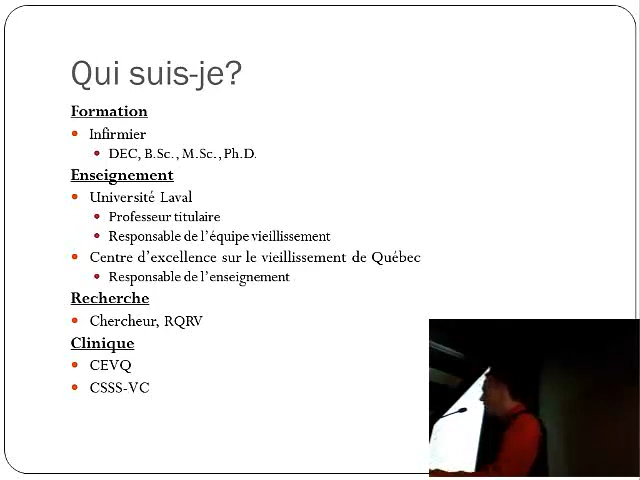 Qui suis-je?
Formation
• Infirmier
• DEC, B.Sc., M.Sc., Ph.D.
Enseignement
• Université Laval
• Professeur titulaire
• Responsable de l'équipe vieillissement
• Centre d'excellence sur le vieillissement de Québec
• Responsable de l'enseignement
Recherche
• Chercheur, RQRV
Clinique
• CEVQ
• CSSS-VC